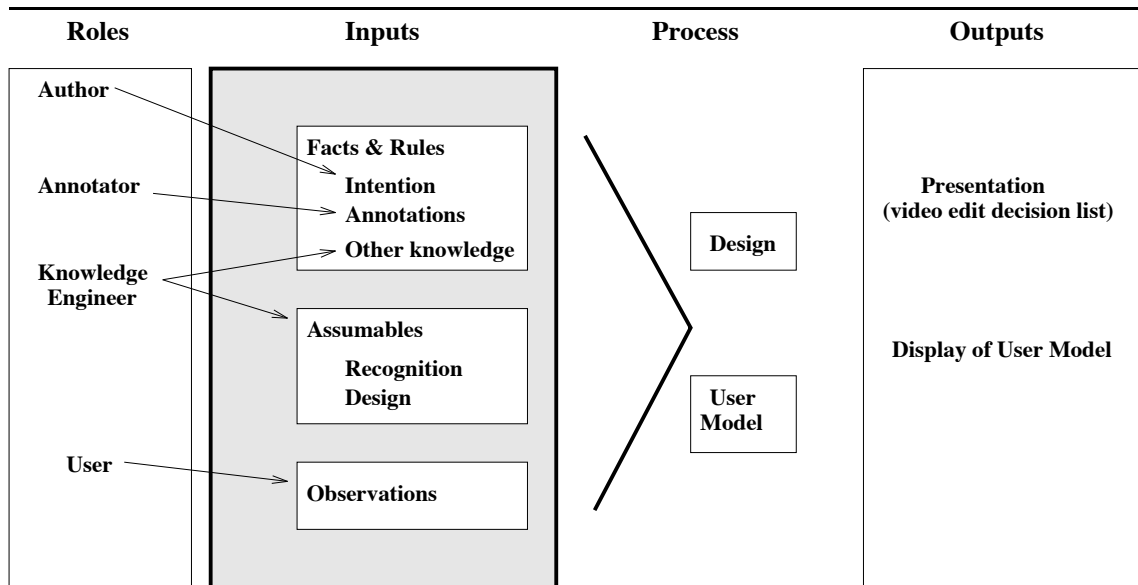 Roles
Inputs
Process
Outputs
Author
Annotator
Knowledge
Engineer
User
Facts & Rules
Intention
Annotations
Other knowledge
Assumables
Recognition
Design
Observations
Design
User
Model
Presentation
(video edit decision list)
Display of User Model